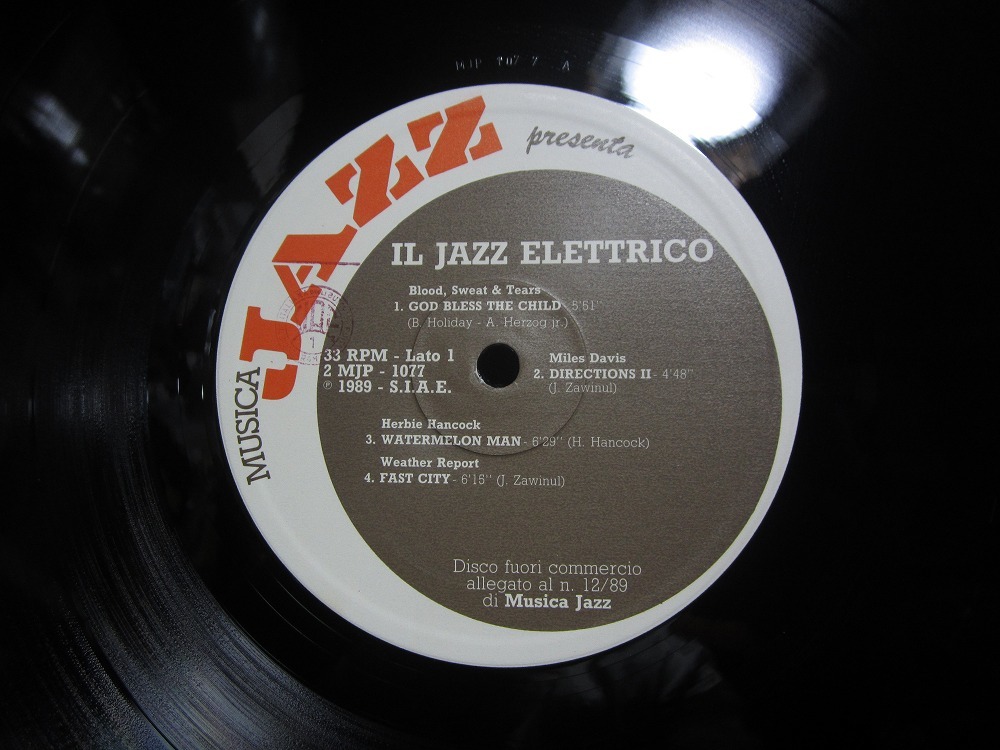 MJP 1077 A
MUSICA JAZZ presenta
IL JAZZ ELETTRICO
Blood, Sweat & Tears
1. GOD BLESS THE CHILD - 5'51"
(B. Holiday - A. Herzog jr.)
33 RPM - Lato 1
2 MJP - 1077
℗ 1989 - S.I.A.E.
Miles Davis
2. DIRECTIONS II - 4'48"
(J. Zawinul)
Herbie Hancock
3. WATERMELON MAN - 6'29" (H. Hancock)
Weather Report
4. FAST CITY - 6'15" (J. Zawinul)
Disco fuori commercio
allegato al n. 12/89
di Musica Jazz